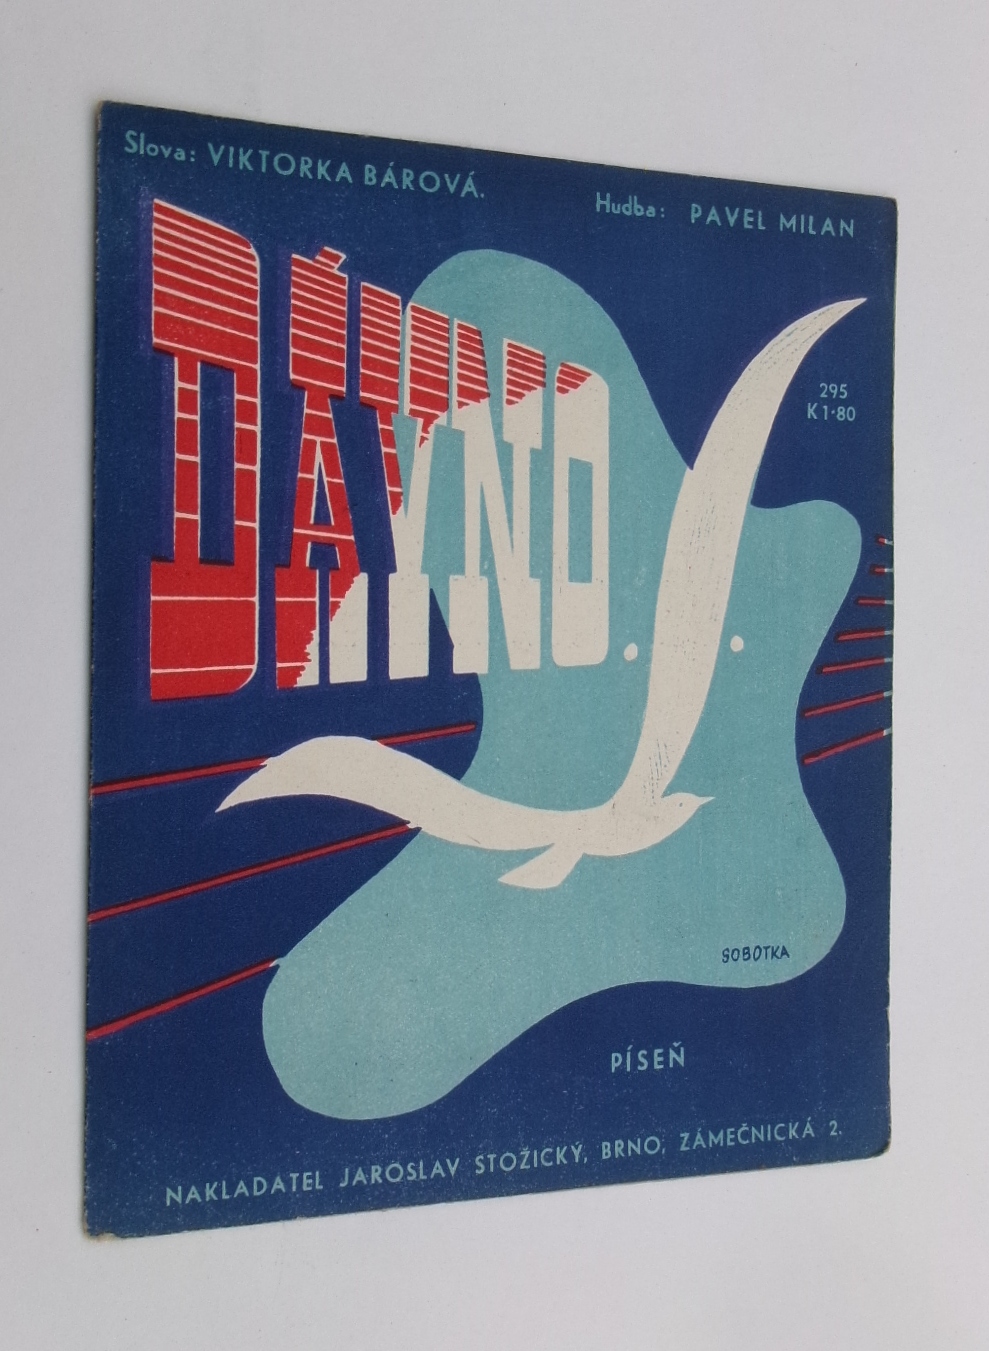 Slova: VIKTORKA BÁROVÁ.
Hudba: PAVEL MILAN
DÁVNO...
295
K 1·80
SOBOTKA
PÍSEŇ
NAKLADATEL JAROSLAV STOŽICKÝ, BRNO, ZÁMEČNICKÁ 2.